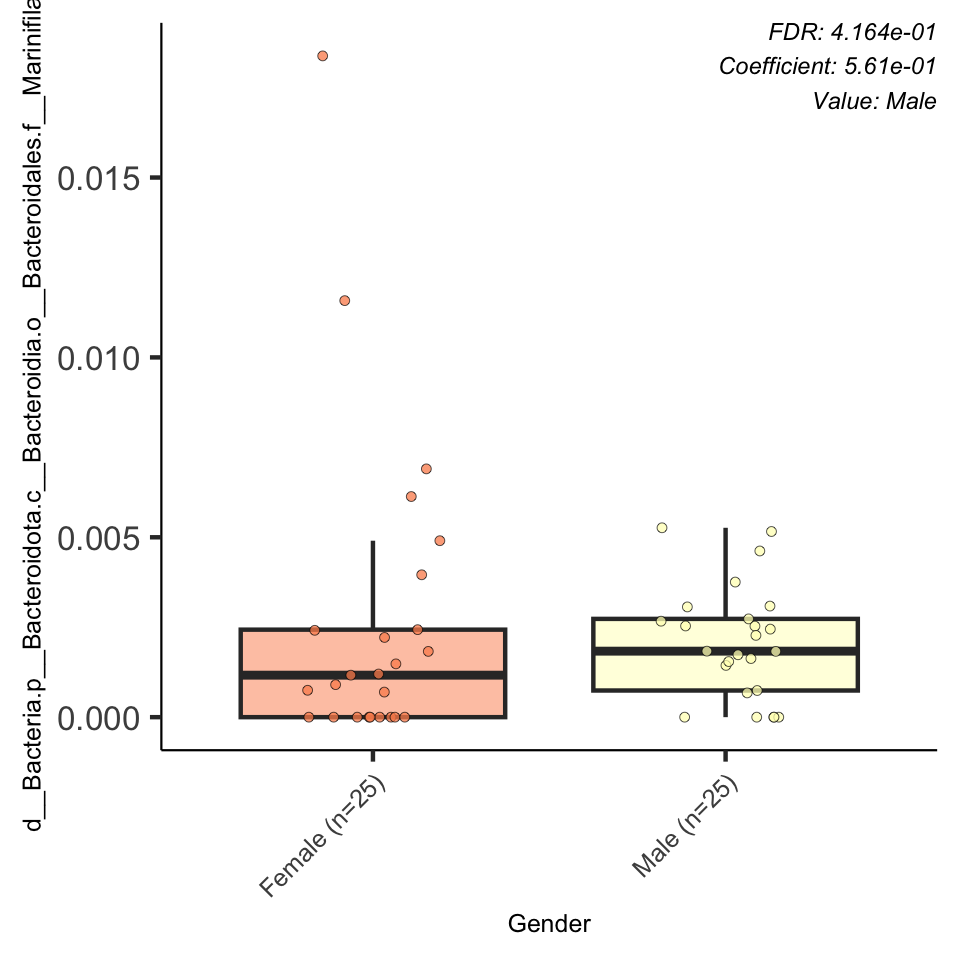 FDR: 4.164e-01
Coefficient: 5.61e-01
Value: Male
d__Bacteria.p__Bacteroidota.c__Bacteroidia.o__Bacteroidales.f__Marinifila
0.015
0.010
0.005
0.000
Female (n=25)
Male (n=25)
Gender